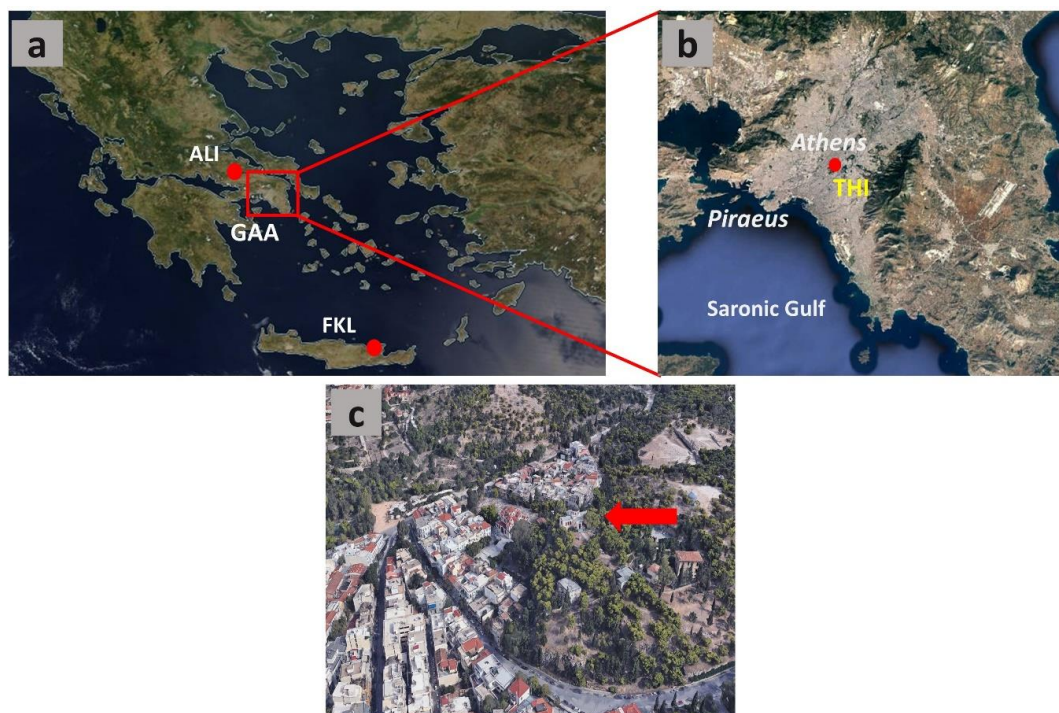 a
ALI
GAA
FKL
b
Athens
THI
Piraeus
Saronic Gulf
c